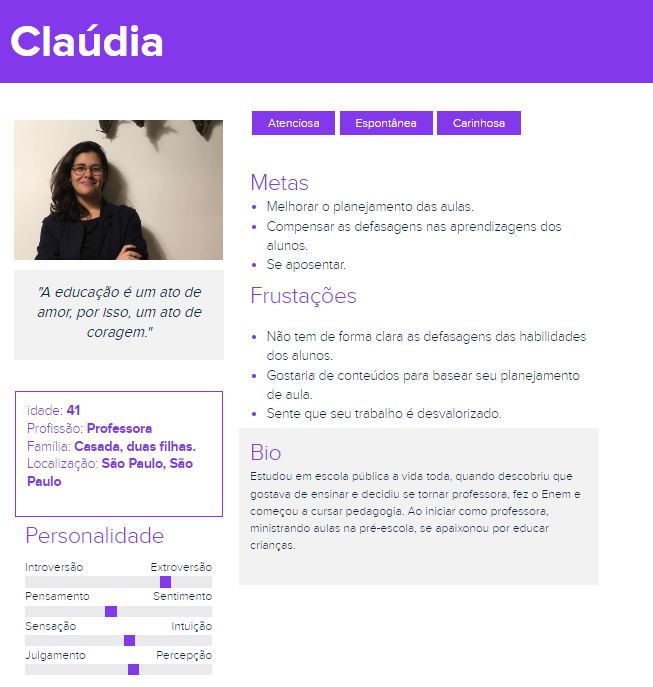 Claúdia
Atenciosa
Espontânea
Carinhosa
"A educação é um ato de
amor, por isso, um ato de
coragem."
idade: 41
Profissão: Professora
Família: Casada, duas filhas.
Localização: São Paulo, São
Paulo
Personalidade
Introversão Extroversão
Pensamento Sentimento
Sensação Intuição
Julgamento Percepção
Metas
Melhorar o planejamento das aulas.
Compensar as defasagens nas aprendizagens dos
alunos.
Se aposentar.
Frustações
Não tem de forma clara as defasagens das habilidades
dos alunos.
Gostaria de conteúdos para basear seu planejamento
de aula.
Sente que seu trabalho é desvalorizado.
Bio
Estudou em escola pública a vida toda, quando descobriu que
gostava de ensinar e decidiu se tornar professora, fez o Enem e
começou a cursar pedagogia. Ao iniciar como professora,
ministrando aulas na pré-escola, se apaixonou por educar
crianças.